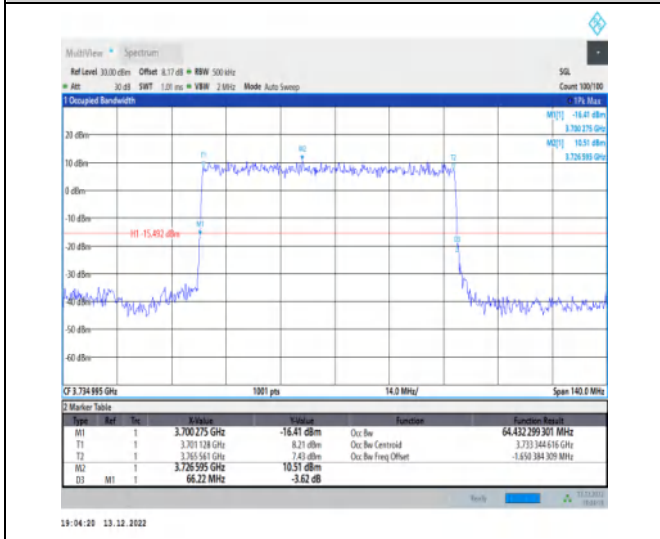 MultiView Spectrum
Ref Level 30.00 dBm Offset 8.17 dB RBW 500 kHz SGL
Att 30 dB SWT 1.01 ms VBW 2 MHz Mode Auto Sweep Count 100/100
1 Occupied Bandwidth 1Pk Max
M1[1] -16.41 dBm
3.700 275 GHz
M2[1] 10.51 dBm
3.726 595 GHz
20 dBm
10 dBm
0 dBm
-10 dBm
-20 dBm
-30 dBm
-40 dBm
-50 dBm
-60 dBm
T1
M2
T2
M1
H1 -15.492 dBm
D3
CF 3.734 995 GHz 1001 pts 14.0 MHz/ Span 140.0 MHz
2 Marker Table
Type Ref Trc X-Value Y-Value Function Function Result
M1 1 3.700 275 GHz -16.41 dBm Occ Bw 64.432 299 301 MHz
T1 1 3.701 128 GHz 8.21 dBm Occ Bw Centroid 3.733 344 616 GHz
T2 1 3.765 561 GHz 7.43 dBm Occ Bw Freq Offset -1.650 384 309 MHz
M2 1 3.726 595 GHz 10.51 dBm
D3 M1 1 66.22 MHz -3.62 dB
Ready
19:04:20 13.12.2022